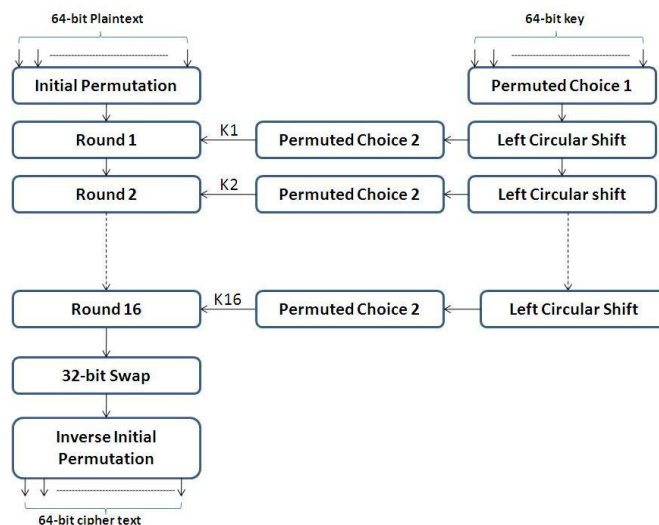 64-bit Plaintext
64-bit key
Initial Permutation
Permuted Choice 1
Round 1
K1
Permuted Choice 2
Left Circular Shift
Round 2
K2
Permuted Choice 2
Left Circular shift
Round 16
K16
Permuted Choice 2
Left Circular Shift
32-bit Swap
Inverse Initial
Permutation
64-bit cipher text